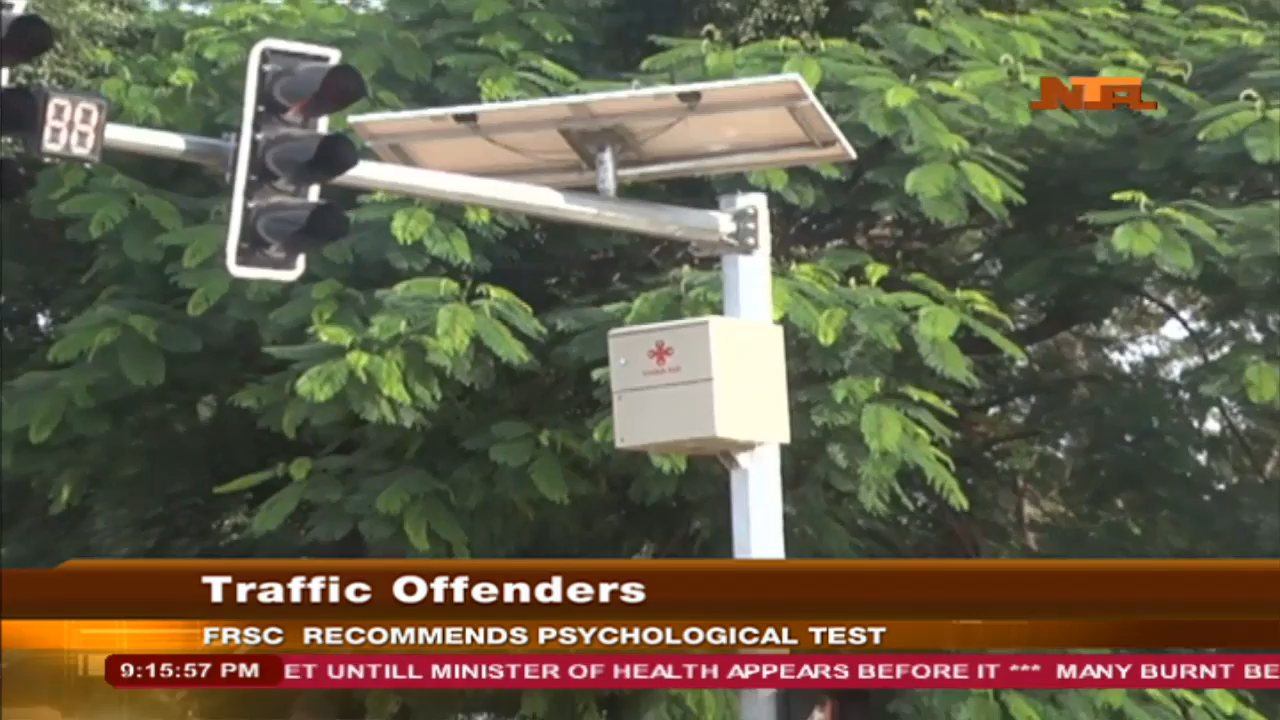 88
NTA
Traffic Offenders
FRSC RECOMMENDS PSYCHOLOGICAL TEST
9:15:57 PM
ET UNTILL MINISTER OF HEALTH APPEARS BEFORE IT *** MANY BURNT BE